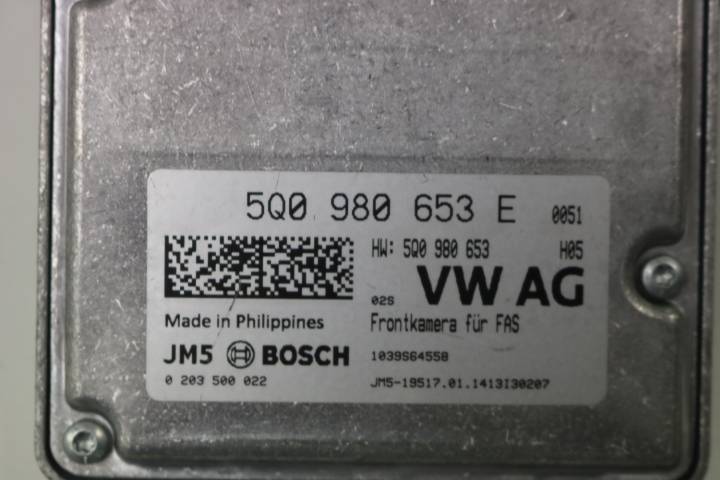 5Q0 980 653 E 0051
HW: 5Q0 980 653 H05
02S VW AG
Made in Philippines
Frontkamera für FAS
JM5 BOSCH
1039S64558
0 203 500 022
JM5-19517.01.1413I30207